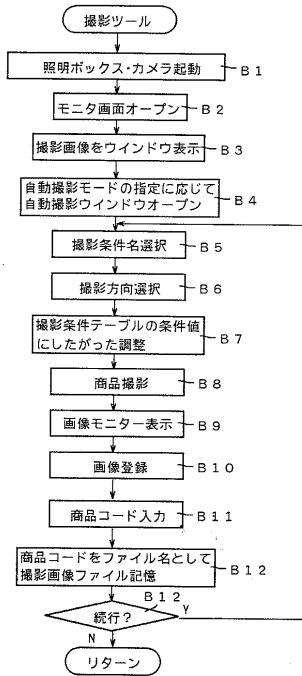 撮影ツール
照明ボックス・カメラ起動 B1
モニタ画面オープン B2
撮影画像をウインドウ表示 B3
自動撮影モードの指定に応じて
自動撮影ウインドウオープン B4
撮影条件名選択 B5
撮影方向選択 B6
撮影条件テーブルの条件値
にしたがった調整 B7
商品撮影 B8
画像モニター表示 B9
画像登録 B10
商品コード入力 B11
商品コードをファイル名として
撮影画像ファイル記憶 B12
B12
続行? Y
N
リターン